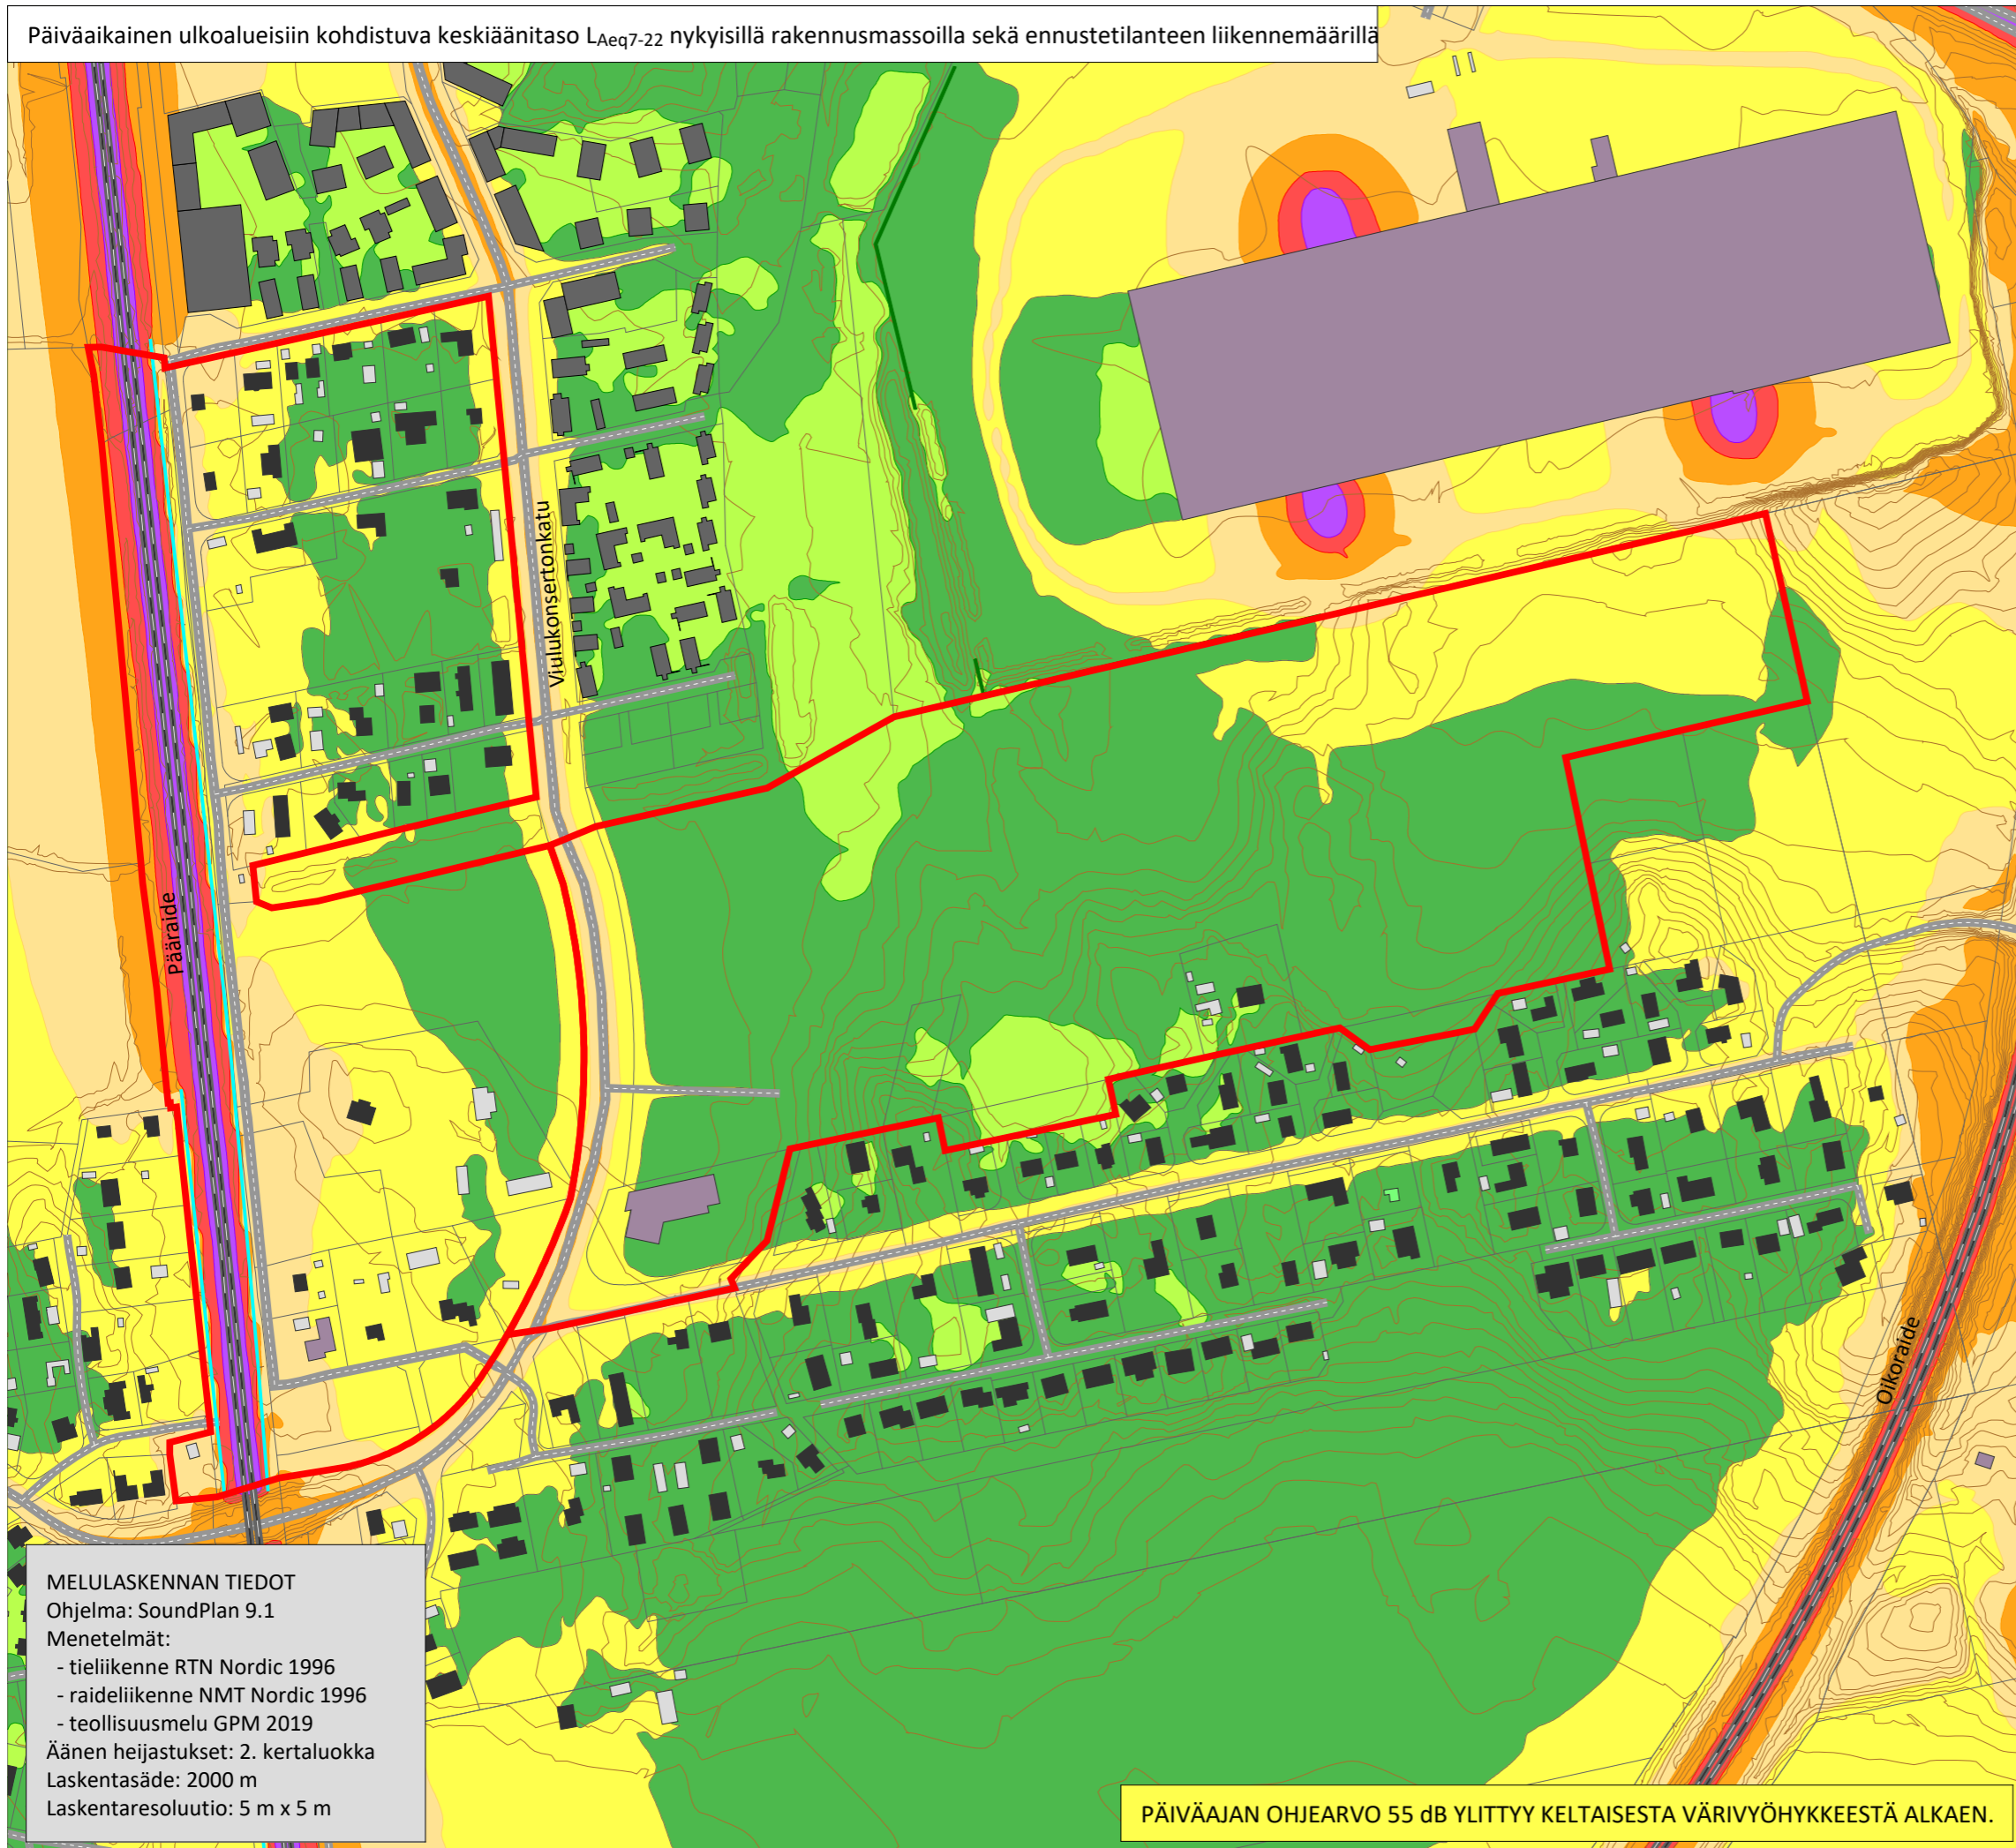 Päiväaikainen ulkoalueisiin kohdistuva keskiäänitaso LAeq7-22 nykyisillä rakennusmassoilla sekä ennustetilanteen liikennemäärillä
Viulukonsertonkatu
Pääraide
Oikoraide
MELULASKENNAN TIEDOT
Ohjelma: SoundPlan 9.1
Menetelmät:
- tieliikenne RTN Nordic 1996
- raideliikenne NMT Nordic 1996
- teollisuusmelu GPM 2019
Äänen heijastukset: 2. kertaluokka
Laskentasäde: 2000 m
Laskentaresoluutio: 5 m x 5 m
PÄIVÄAJAN OHJEARVO 55 dB YLITTYY KELTAISESTA VÄRIVYÖHYKKEESTÄ ALKAEN.